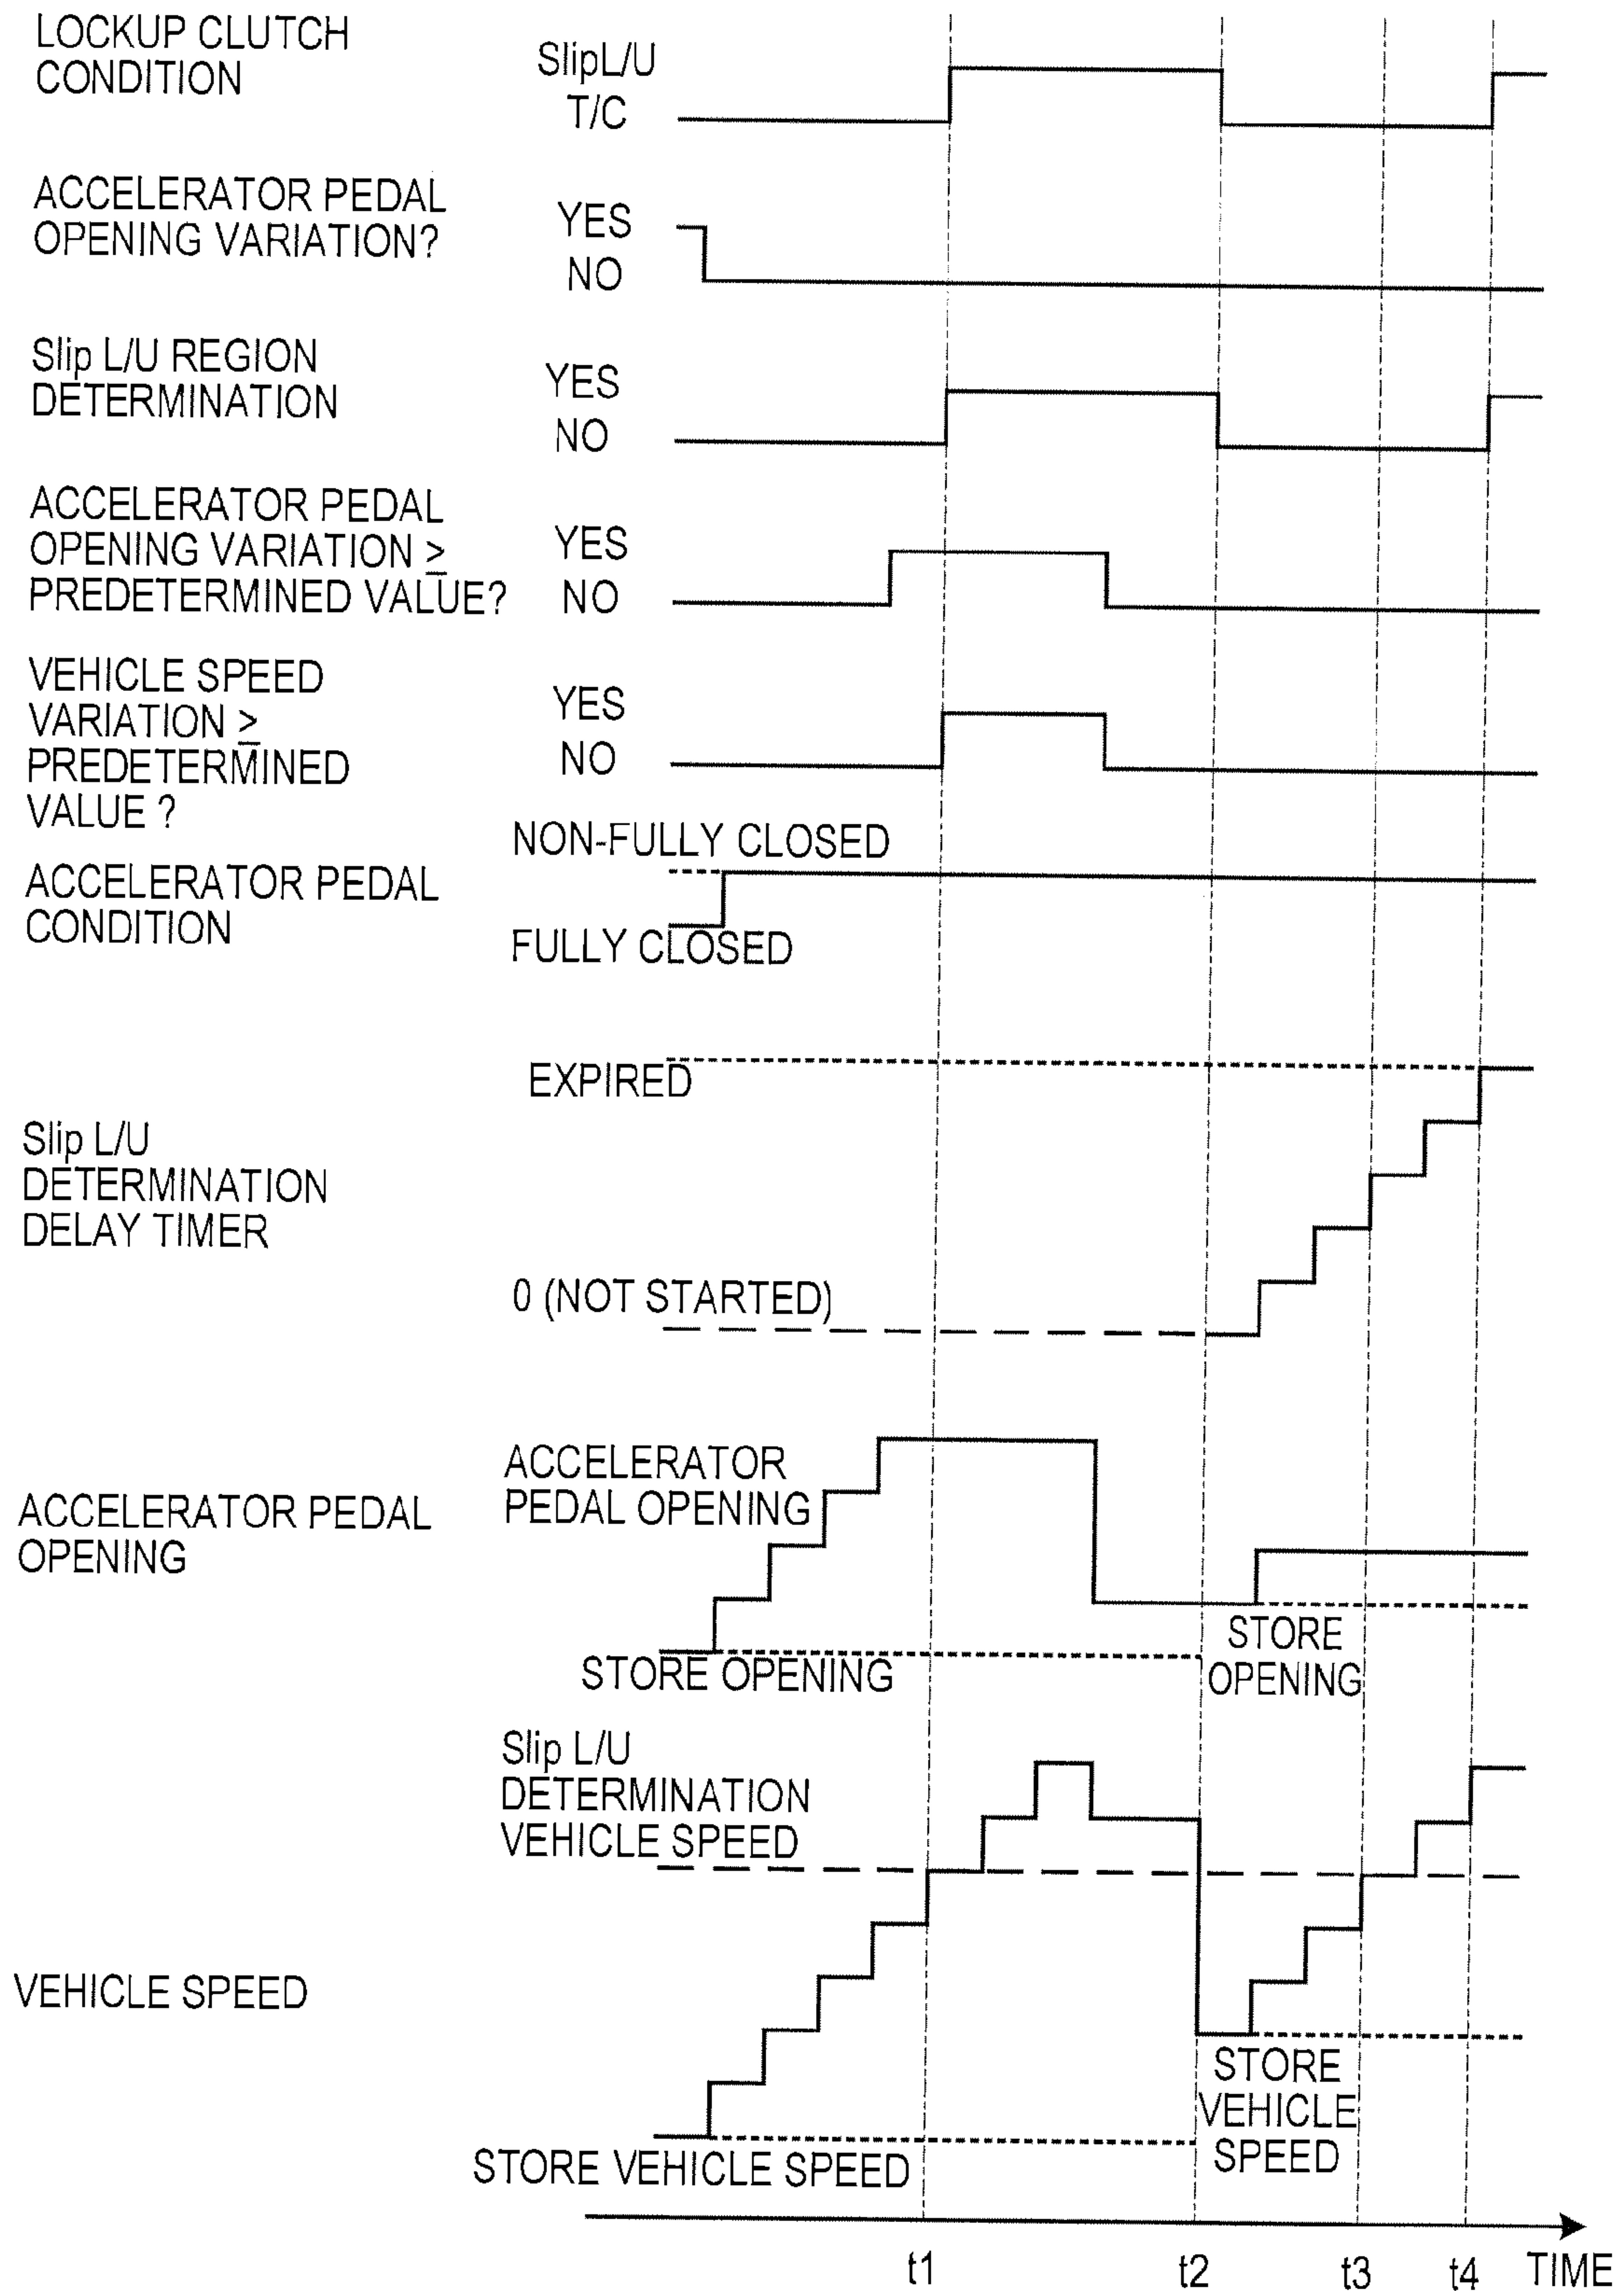 LOCKUP CLUTCH
CONDITION
SlipL/U
T/C
ACCELERATOR PEDAL
OPENING VARIATION?
YES
NO
Slip L/U REGION
DETERMINATION
YES
NO
ACCELERATOR PEDAL
OPENING VARIATION ≥
PREDETERMINED VALUE?
YES
NO
VEHICLE SPEED
VARIATION ≥
PREDETERMINED
VALUE ?
YES
NO
NON-FULLY CLOSED
ACCELERATOR PEDAL
CONDITION
FULLY CLOSED
EXPIRED
Slip L/U
DETERMINATION
DELAY TIMER
0 (NOT STARTED)
ACCELERATOR
PEDAL OPENING
ACCELERATOR PEDAL
OPENING
STORE OPENING
STORE
OPENING
Slip L/U
DETERMINATION
VEHICLE SPEED
VEHICLE SPEED
STORE VEHICLE SPEED
STORE
VEHICLE
SPEED
t1 t2 t3 t4 TIME